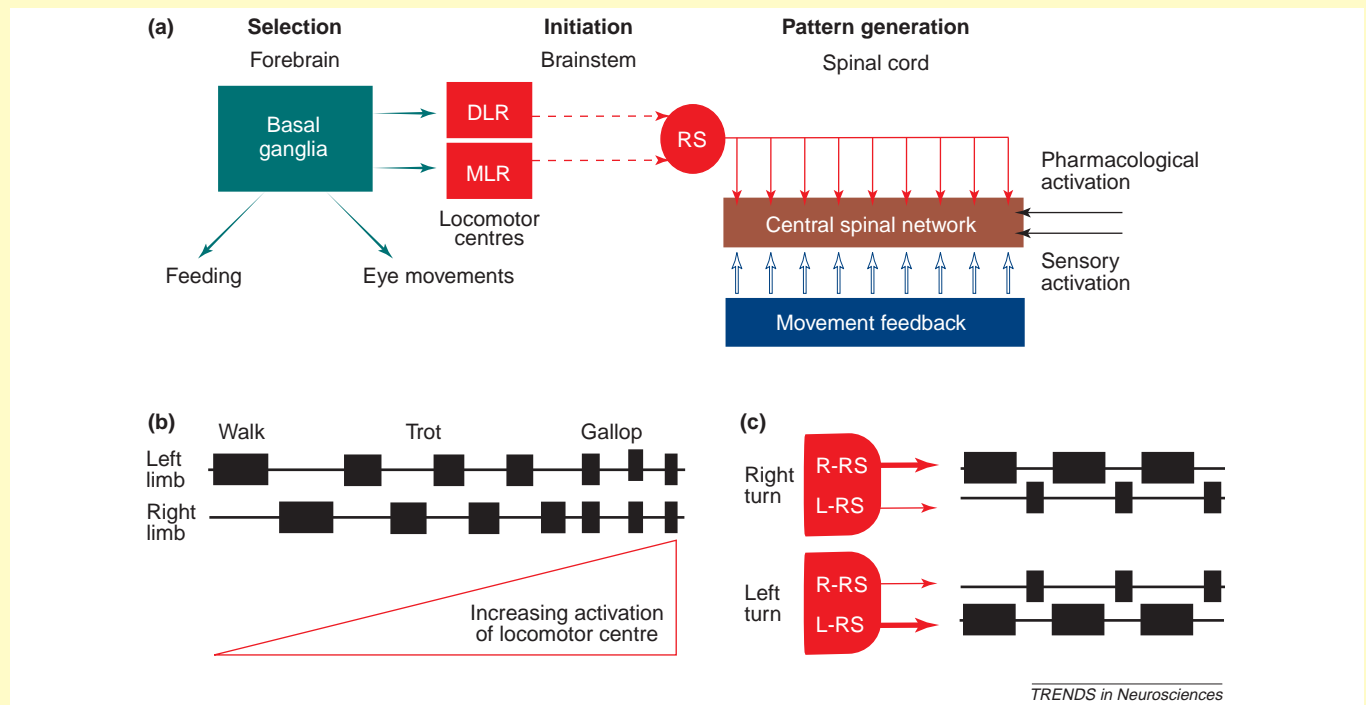 (a)
Selection
Initiation
Pattern generation
Forebrain
Brainstem
Spinal cord
Basal
ganglia
DLR
MLR
Locomotor
centres
Feeding
Eye movements
RS
Central spinal network
Pharmacological
activation
Sensory
activation
Movement feedback
(b)
Walk
Trot
Gallop
Left
limb
Right
limb
Increasing activation
of locomotor centre
(c)
Right
turn
R-RS
L-RS
Left
turn
R-RS
L-RS
TRENDS in Neurosciences